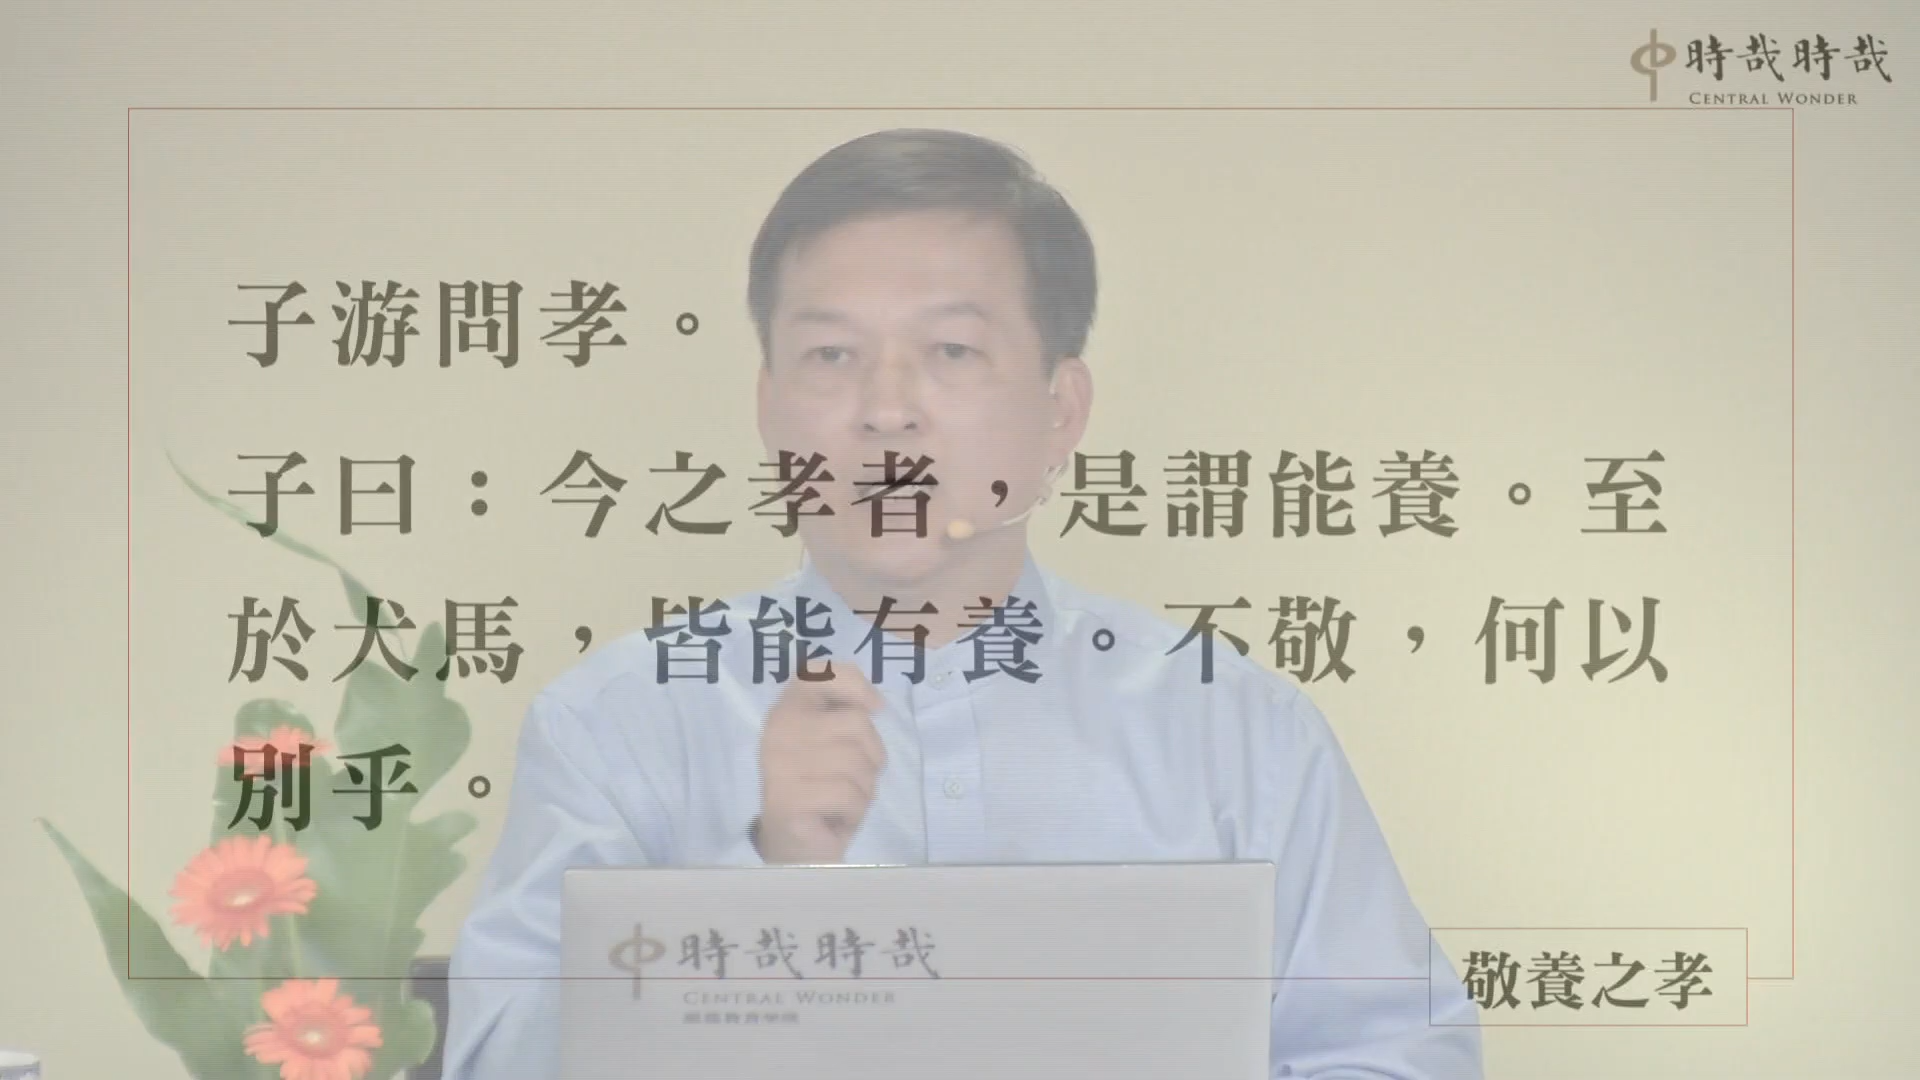 時哉時哉
CENTRAL WONDER
子游問孝。
子曰：今之孝者，是謂能養。至
於犬馬，皆能有養。不敬，何以
別乎。
時哉時哉
CENTRAL WONDER
敬養之孝